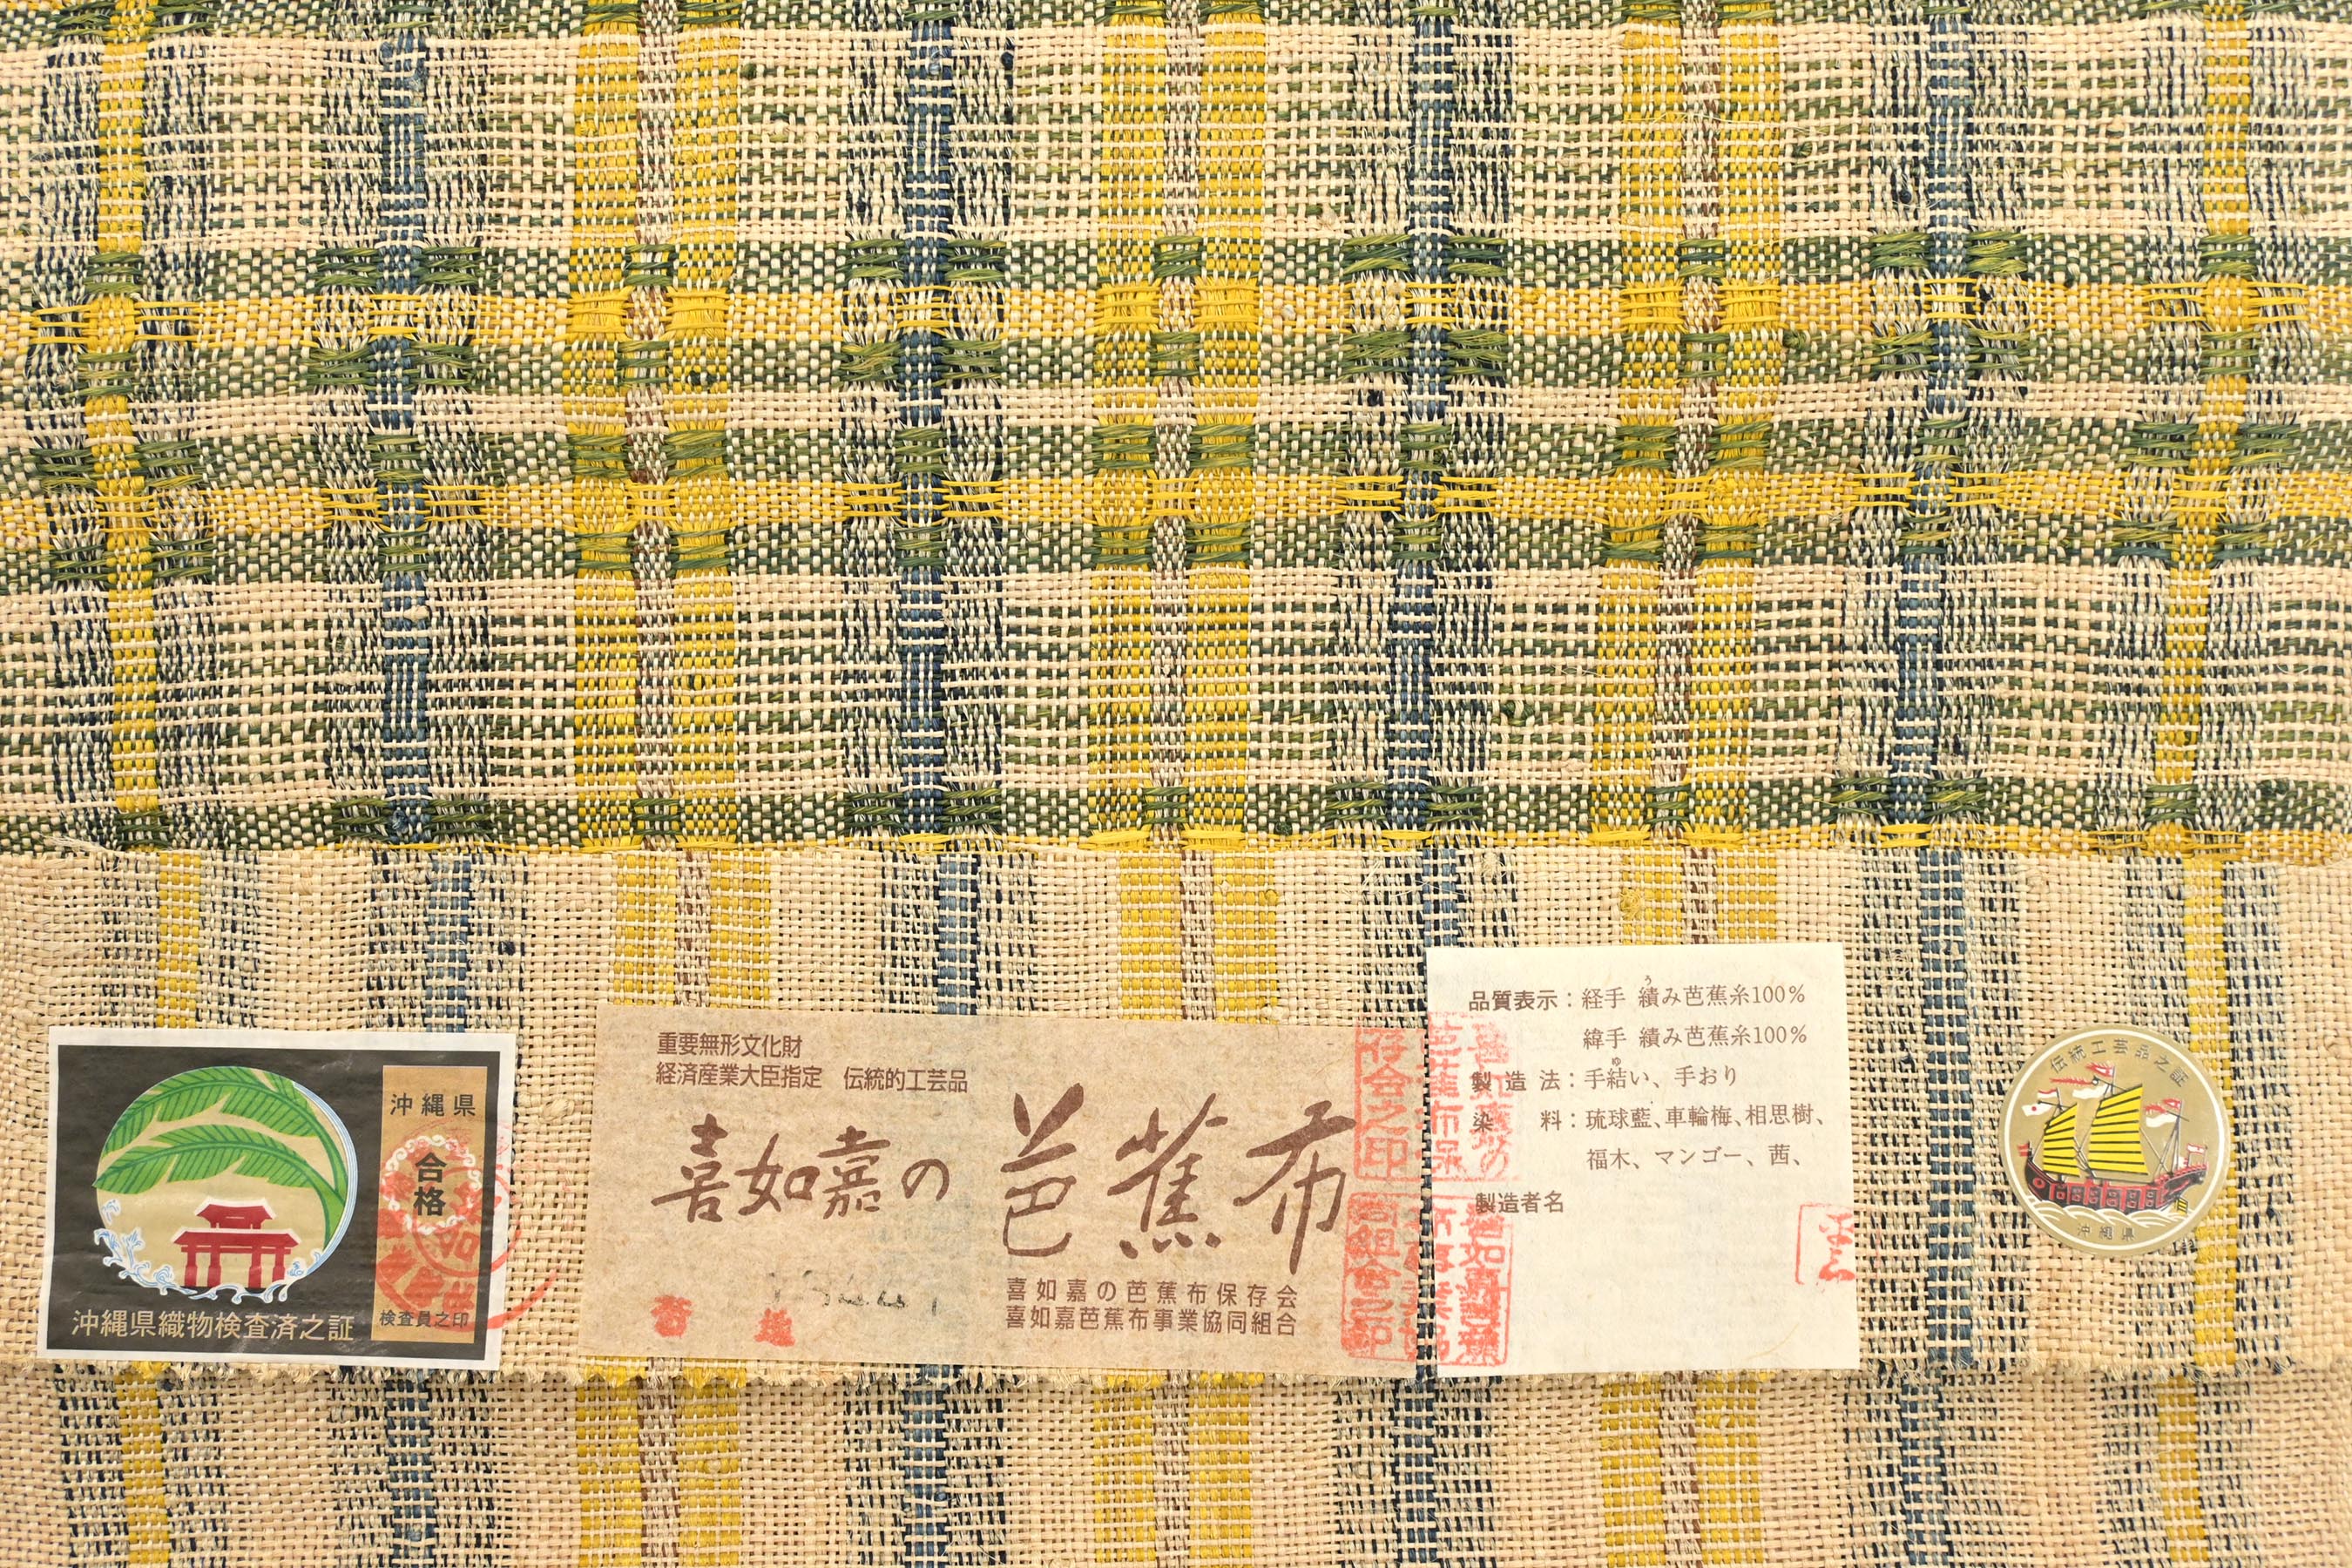 沖縄県
合格
検査員之印
沖縄県織物検査済之証
重要無形文化財
経済産業大臣指定　伝統的工芸品
喜如嘉の 芭蕉布
喜如嘉の芭蕉布保存会
喜如嘉芭蕉布事業協同組合
品質表示：経手 績み芭蕉糸100％
う
緯手 績み芭蕉糸100％
製造法：手結い、手おり
ゆ
染料：琉球藍、車輪梅、相思樹、
福木、マンゴー、茜、
製造者名
伝統工芸品之証
沖縄県